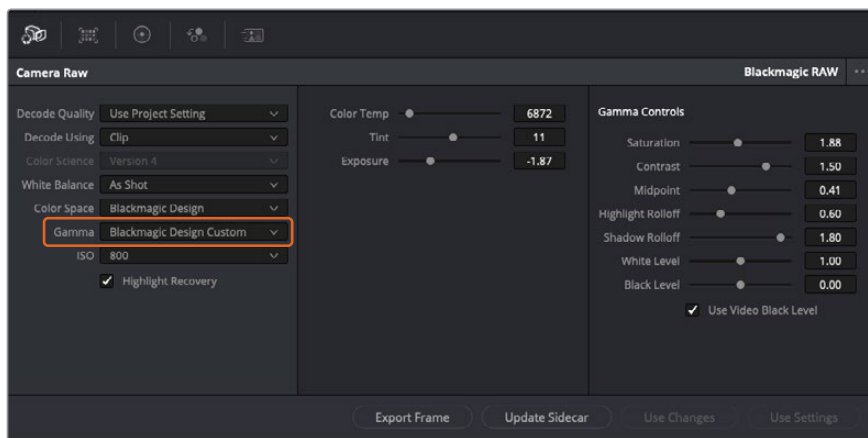 Camera Raw
Blackmagic RAW
Decode Quality Use Project Setting
Decode Using Clip
Color Science Version 4
White Balance As Shot
Color Space Blackmagic Design
Gamma Blackmagic Design Custom
ISO 800
Highlight Recovery
Color Temp 6872
Tint 11
Exposure -1.87
Gamma Controls
Saturation 1.88
Contrast 1.50
Midpoint 0.41
Highlight Rolloff 0.60
Shadow Rolloff 1.80
White Level 1.00
Black Level 0.00
Use Video Black Level
Export Frame
Update Sidecar
Use Changes
Use Settings